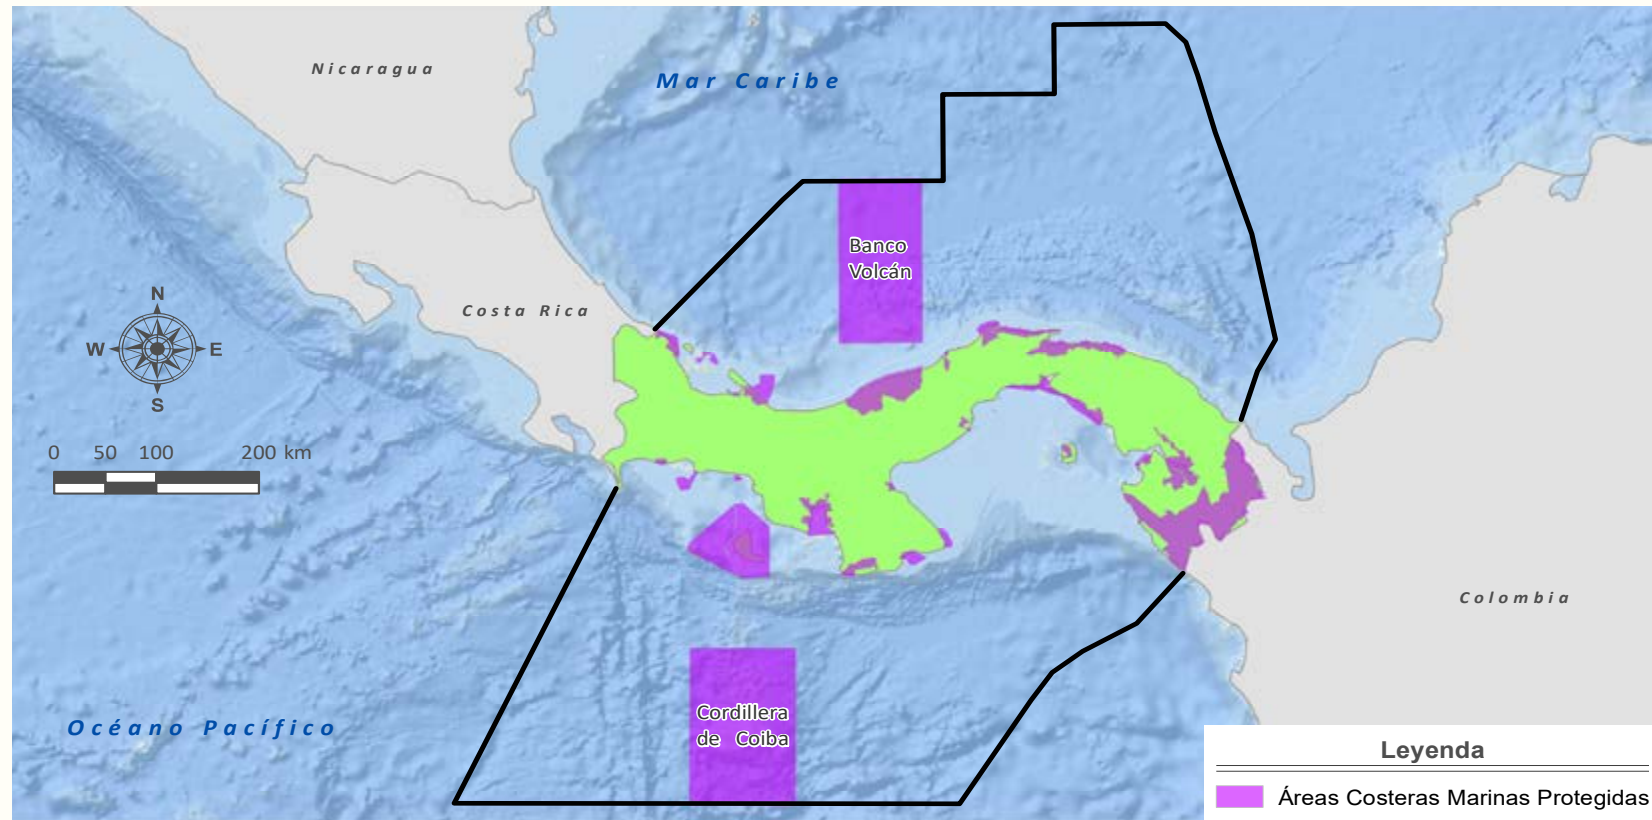 Nicaragua
Mar Caribe
Banco
Volcán
Costa Rica
N
W E
S
0 50 100 200 km
Colombia
Cordillera
de Coiba
Océano Pacífico
Leyenda
Áreas Costeras Marinas Protegidas